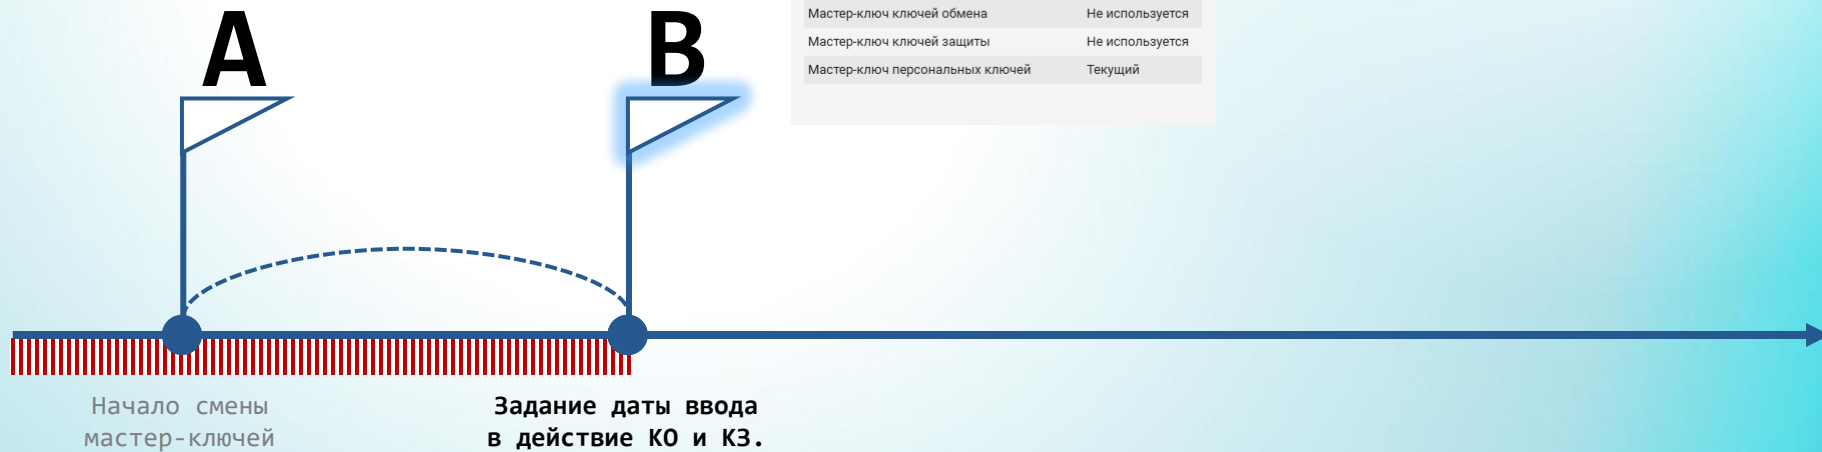 A
B
Мастер-ключ ключей обмена Не используется
Мастер-ключ ключей защиты Не используется
Мастер-ключ персональных ключей Текущий
Начало смены
мастер-ключей
Задание даты ввода
в действие КО и КЗ.